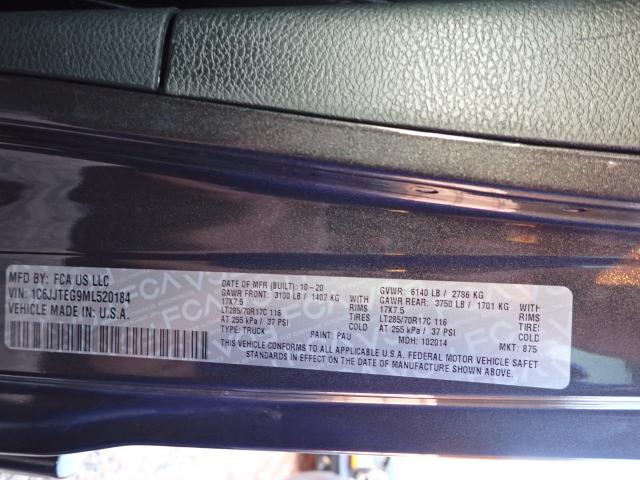 MFD BY: FCA US LLC
VIN: 1C6JJTEG9ML520184
VEHICLE MADE IN: U.S.A.
DATE OF MFR (BUILT): 10-20
GAWR FRONT: 3100 LB / 1407 KG WITH
17X7.5 RIMS
LT285/70R17C 116 TIRES
AT 255 kPa / 37 PSI COLD
TYPE: TRUCK PAINT: PAU
GVWR: 6140 LB / 2786 KG
GAWR REAR: 3750 LB / 1701 KG WITH
17X7.5 RIMS
LT285/70R17C 116 TIRES
AT 255 kPa / 37 PSI COLD
MDH: 102014 MKT: 875
THIS VEHICLE CONFORMS TO ALL APPLICABLE U.S.A. FEDERAL MOTOR VEHICLE SAFET
STANDARDS IN EFFECT ON THE DATE OF MANUFACTURE SHOWN ABOVE.